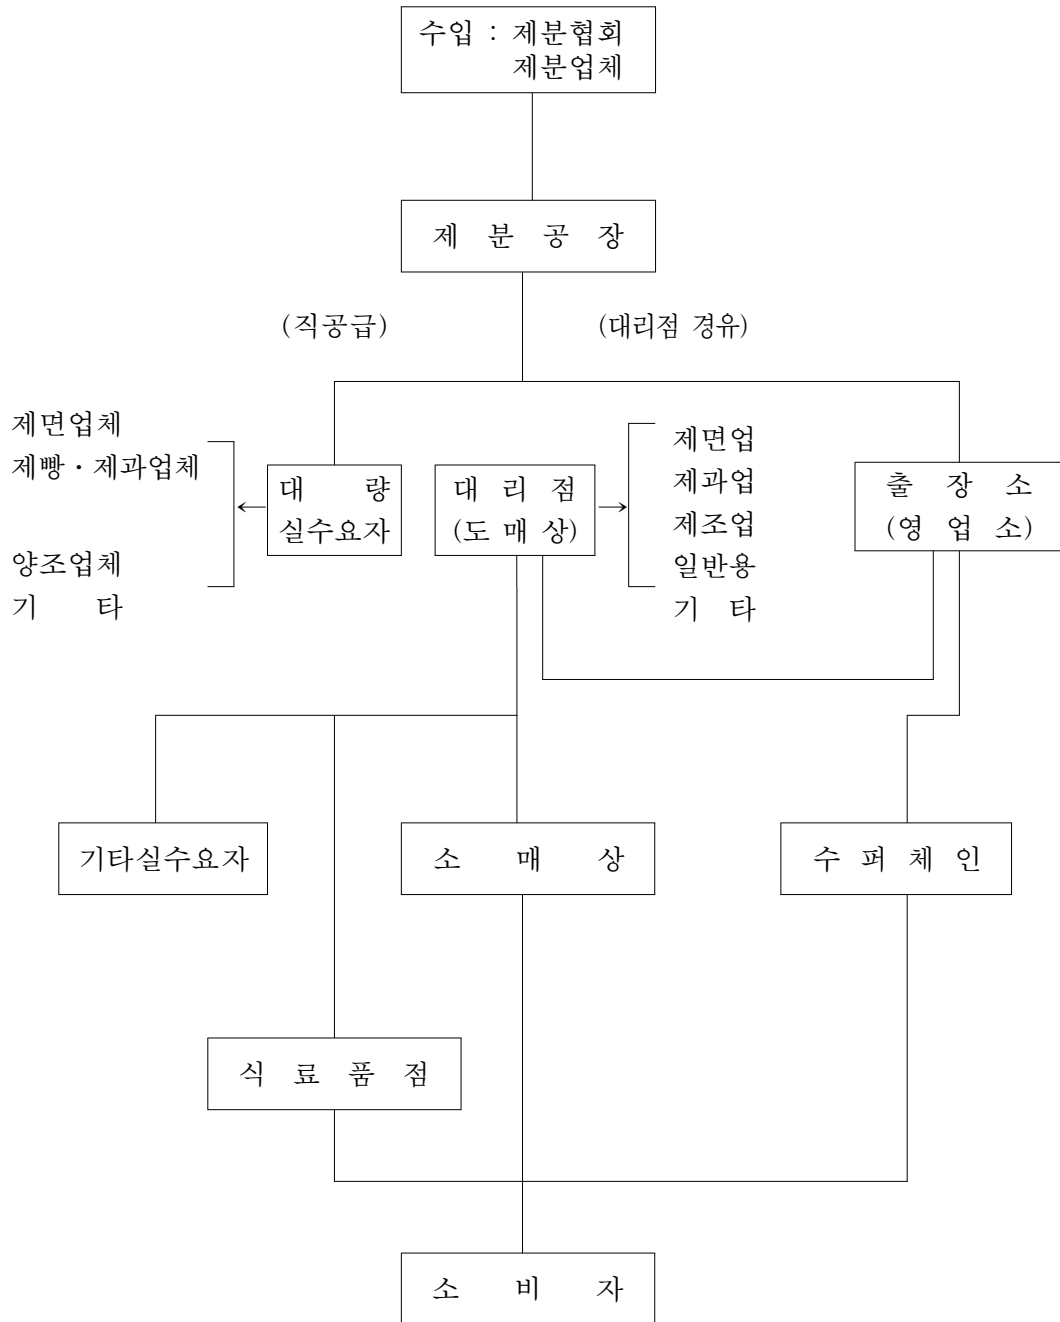 수입 : 제분협회
제분업체
제 분 공 장
(직공급)
(대리점 경유)
제면업체
제빵·제과업체
양조업체
기 타
대 량
실수요자
대 리 점
(도 매 상)
제면업
제과업
제조업
일반용
기 타
출 장 소
(영 업 소)
기타실수요자
소 매 상
수 퍼 체 인
식 료 품 점
소 비 자